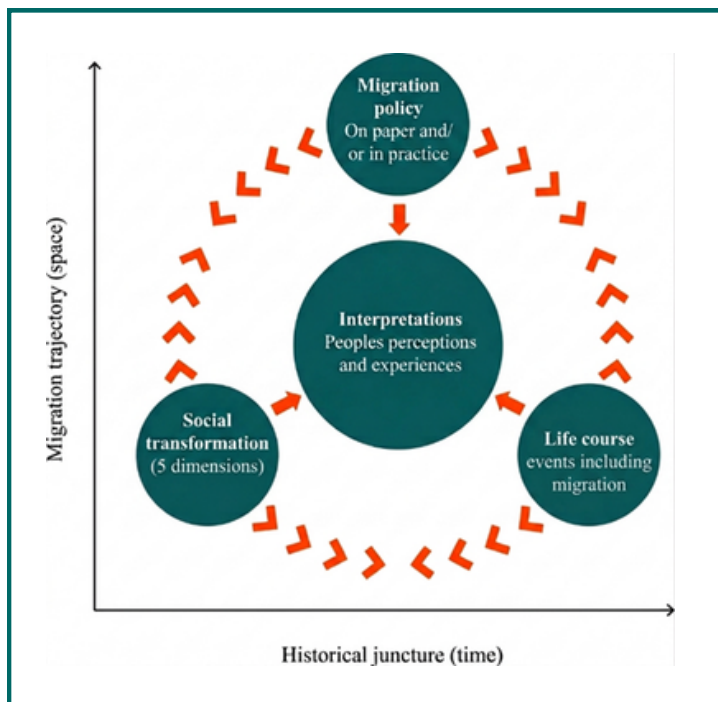 Migration
policy
On paper and/
or in practice
Interpretations
Peoples perceptions
and experiences
Social
transformation
(5 dimensions)
Life course
events including
migration
Migration trajectory (space)
Historical juncture (time)